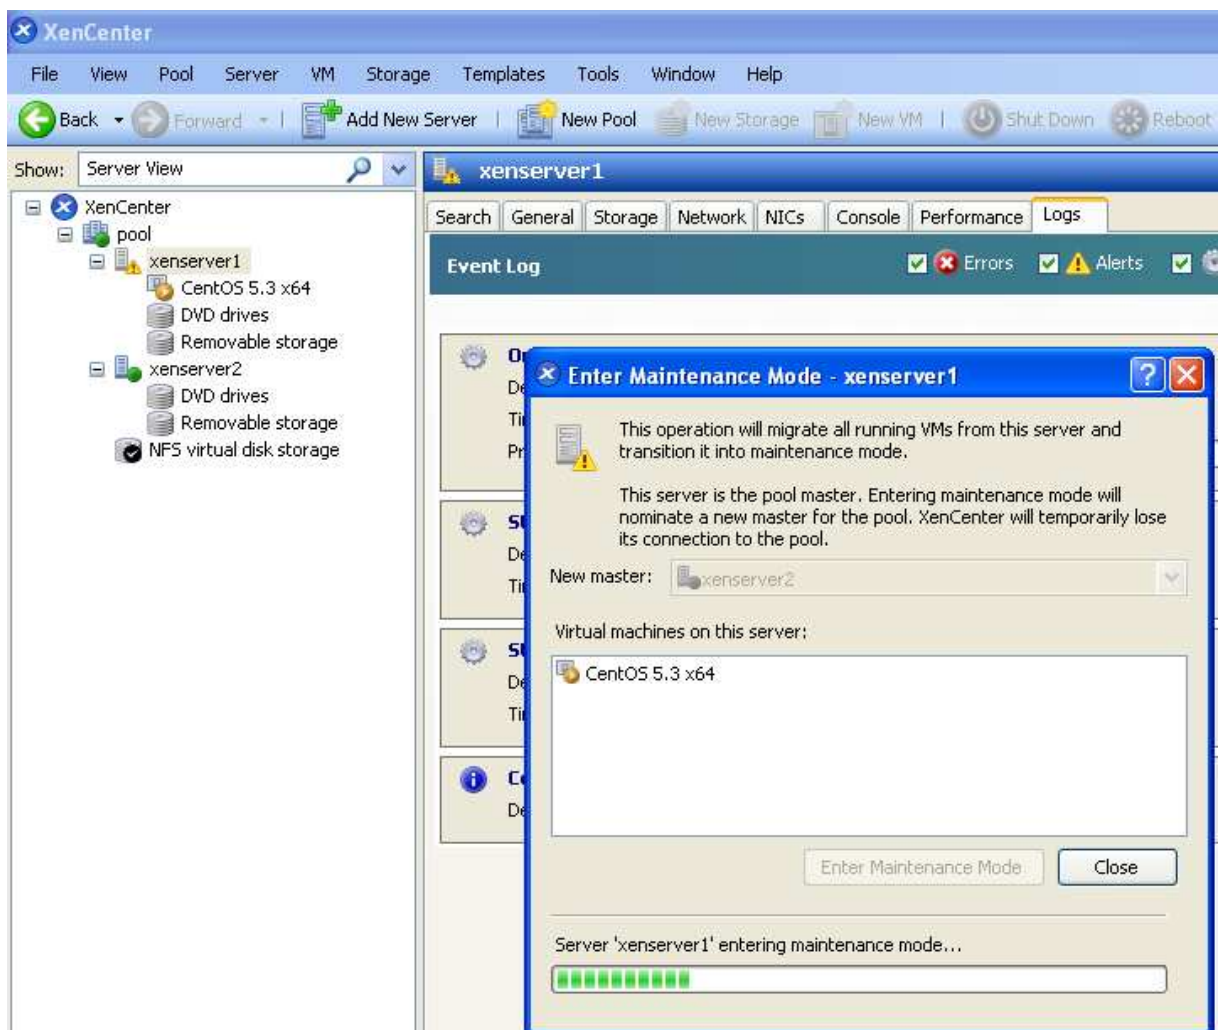 XenCenter
File View Pool Server VM Storage Templates Tools Window Help
Back Forward Add New Server New Pool New Storage New VM Shut Down Reboot
Show: Server View
XenCenter
pool
xenserver1
CentOS 5.3 x64
DVD drives
Removable storage
xenserver2
DVD drives
Removable storage
NFS virtual disk storage
xenserver1
Search General Storage Network NICs Console Performance Logs
Event Log Errors Alerts
Enter Maintenance Mode - xenserver1
This operation will migrate all running VMs from this server and
transition it into maintenance mode.
This server is the pool master. Entering maintenance mode will
nominate a new master for the pool. XenCenter will temporarily lose
its connection to the pool.
New master: xenserver2
Virtual machines on this server:
CentOS 5.3 x64
Enter Maintenance Mode Close
Server 'xenserver1' entering maintenance mode...